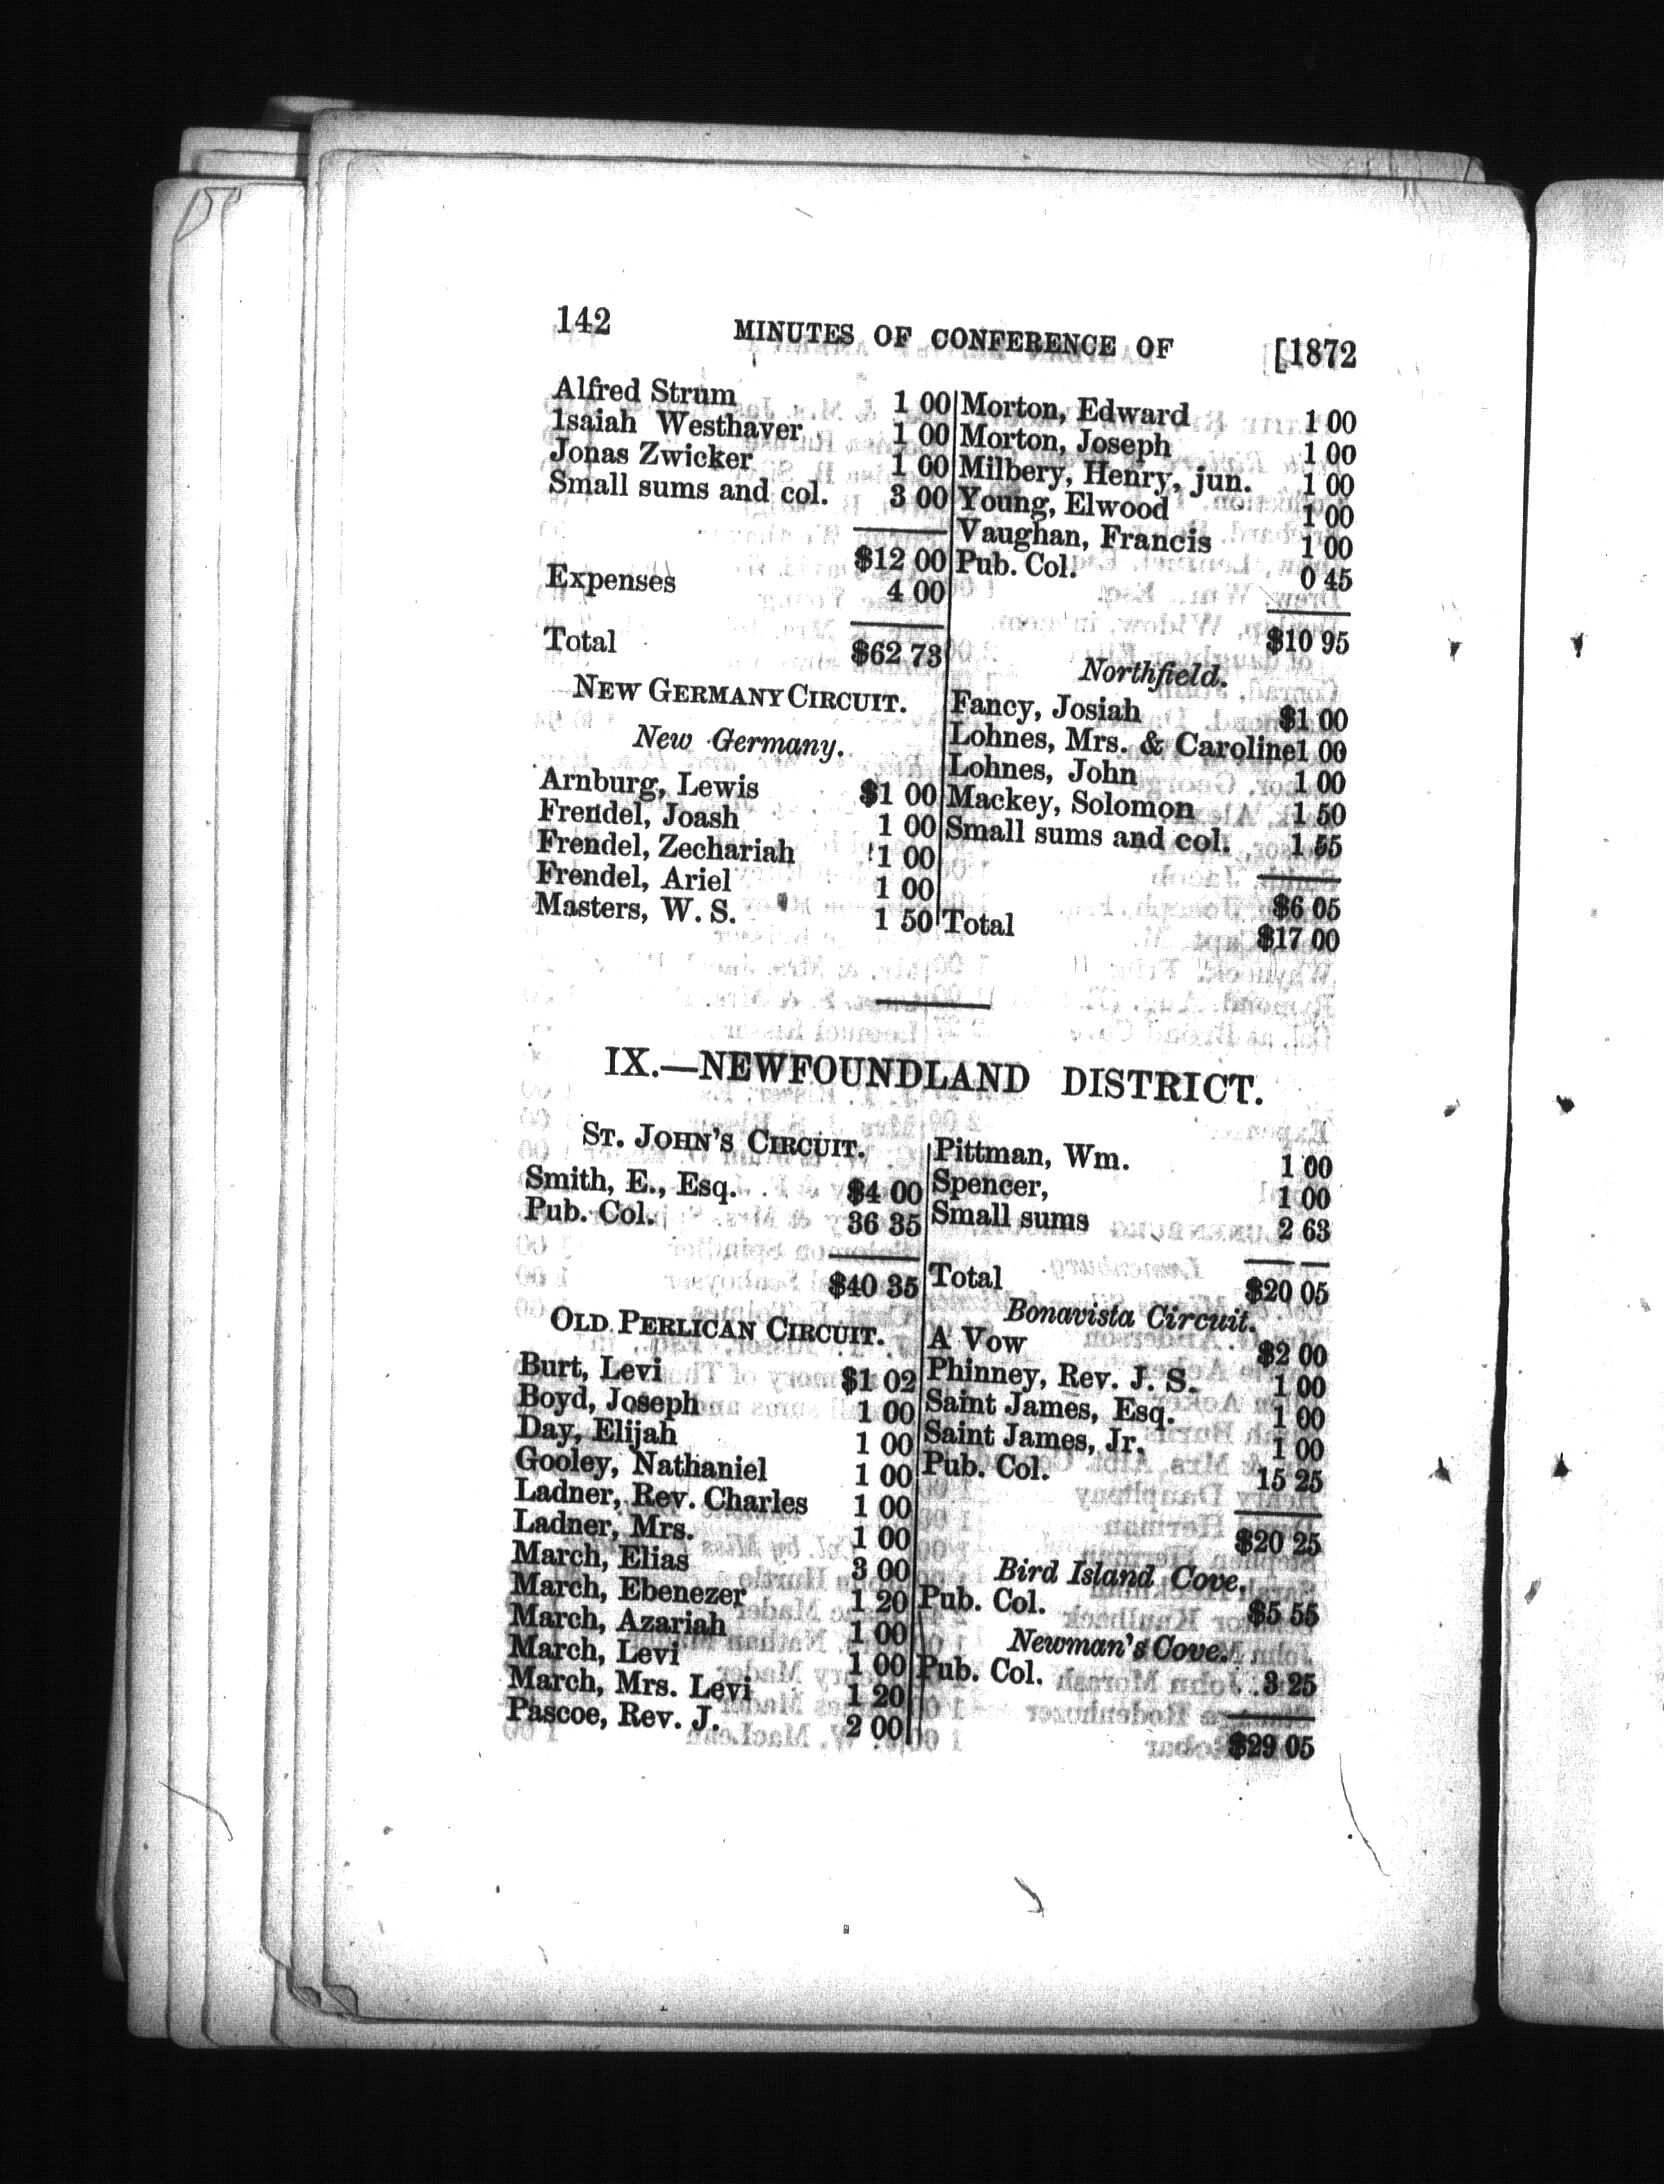 142 MINUTES OF CONFERENCE OF [1872
Alfred Strum 1 00
Isaiah Westhaver 1 00
Jonas Zwicker 1 00
Small sums and col. 3 00
$12 00
Expenses 4 00
Total $62 73
NEW GERMANY CIRCUIT.
New Germany.
Arnburg, Lewis $1 00
Frendel, Joash 1 00
Frendel, Zechariah 1 00
Frendel, Ariel 1 00
Masters, W. S. 1 50
Morton, Edward 1 00
Morton, Joseph 1 00
Milbery, Henry, jun. 1 00
Young, Elwood 1 00
Vaughan, Francis 1 00
Pub. Col. 0 45
$10 95
Northfield.
Fancy, Josiah $1 00
Lohnes, Mrs. & Caroline 1 00
Lohnes, John 1 00
Mackey, Solomon 1 50
Small sums and col. 1 55
$6 05
Total $17 00
IX.—NEWFOUNDLAND DISTRICT.
ST. JOHN'S CIRCUIT.
Smith, E., Esq. $4 00
Pub. Col. 36 35
$40 35
OLD PERLICAN CIRCUIT.
Burt, Levi $1 02
Boyd, Joseph 1 00
Day, Elijah 1 00
Gooley, Nathaniel 1 00
Ladner, Rev. Charles 1 00
Ladner, Mrs. 1 00
March, Elias 3 00
March, Ebenezer 1 20
March, Azariah 1 00
March, Levi 1 00
March, Mrs. Levi 1 20
Pascoe, Rev. J. 2 00
Pittman, Wm. 1 00
Spencer, 1 00
Small sums 2 63
Total $20 05
Bonavista Circuit.
A Vow $2 00
Phinney, Rev. J. S. 1 00
Saint James, Esq. 1 00
Saint James, Jr. 1 00
Pub. Col. 15 25
$20 25
Bird Island Cove.
Pub. Col. $5 55
Newman's Cove.
Pub. Col. 3 25
$29 05